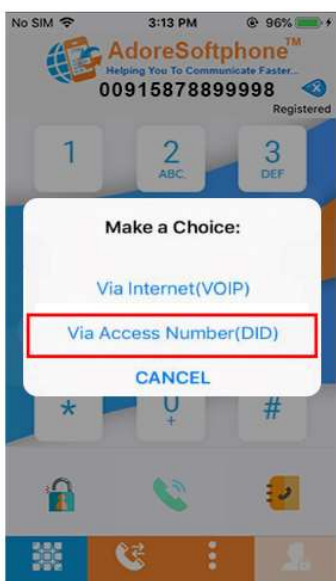 No SIM 3:13 PM 96%
AdoreSoftphone™
Helping You To Communicate Faster...
00915878899998
Registered
1 2 3
ABC. DEF
Make a Choice:
Via Internet(VOIP)
Via Access Number(DID)
CANCEL
* 0 #
+